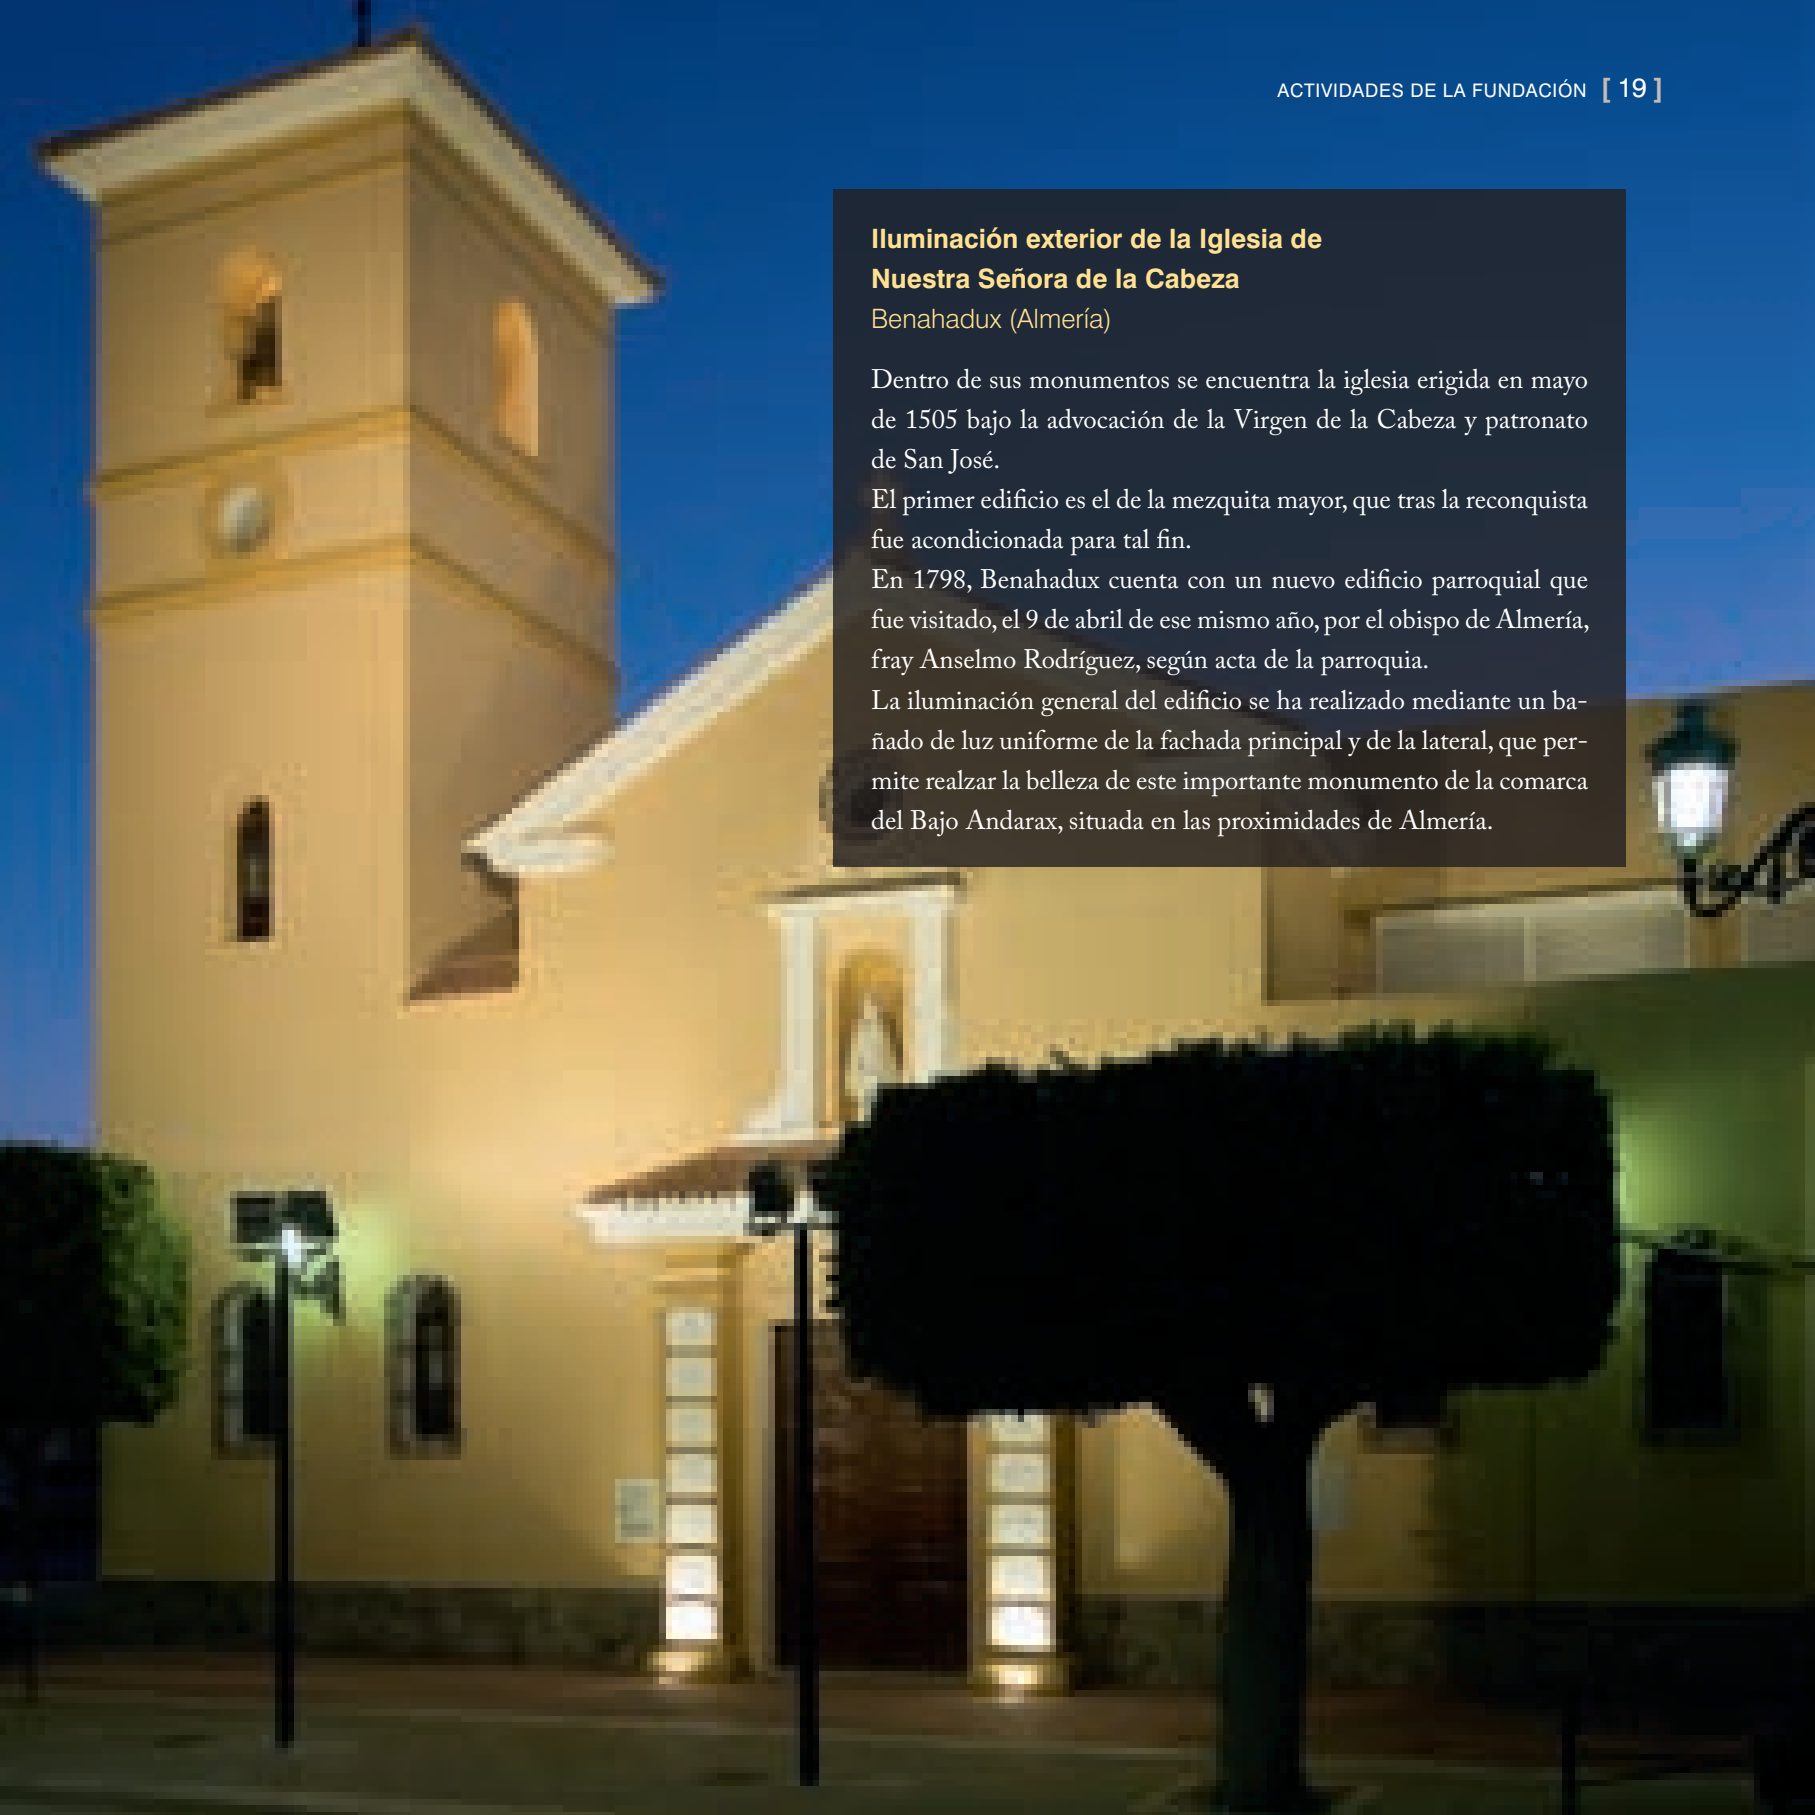 ACTIVIDADES DE LA FUNDACIÓN [ 19 ]
Iluminación exterior de la Iglesia de
Nuestra Señora de la Cabeza
Benahadux (Almería)
Dentro de sus monumentos se encuentra la iglesia erigida en mayo
de 1505 bajo la advocación de la Virgen de la Cabeza y patronato
de San José.
El primer edificio es el de la mezquita mayor, que tras la reconquista
fue acondicionada para tal fin.
En 1798, Benahadux cuenta con un nuevo edificio parroquial que
fue visitado, el 9 de abril de ese mismo año, por el obispo de Almería,
fray Anselmo Rodríguez, según acta de la parroquia.
La iluminación general del edificio se ha realizado mediante un ba-
ñado de luz uniforme de la fachada principal y de la lateral, que per-
mite realzar la belleza de este importante monumento de la comarca
del Bajo Andarax, situada en las proximidades de Almería.